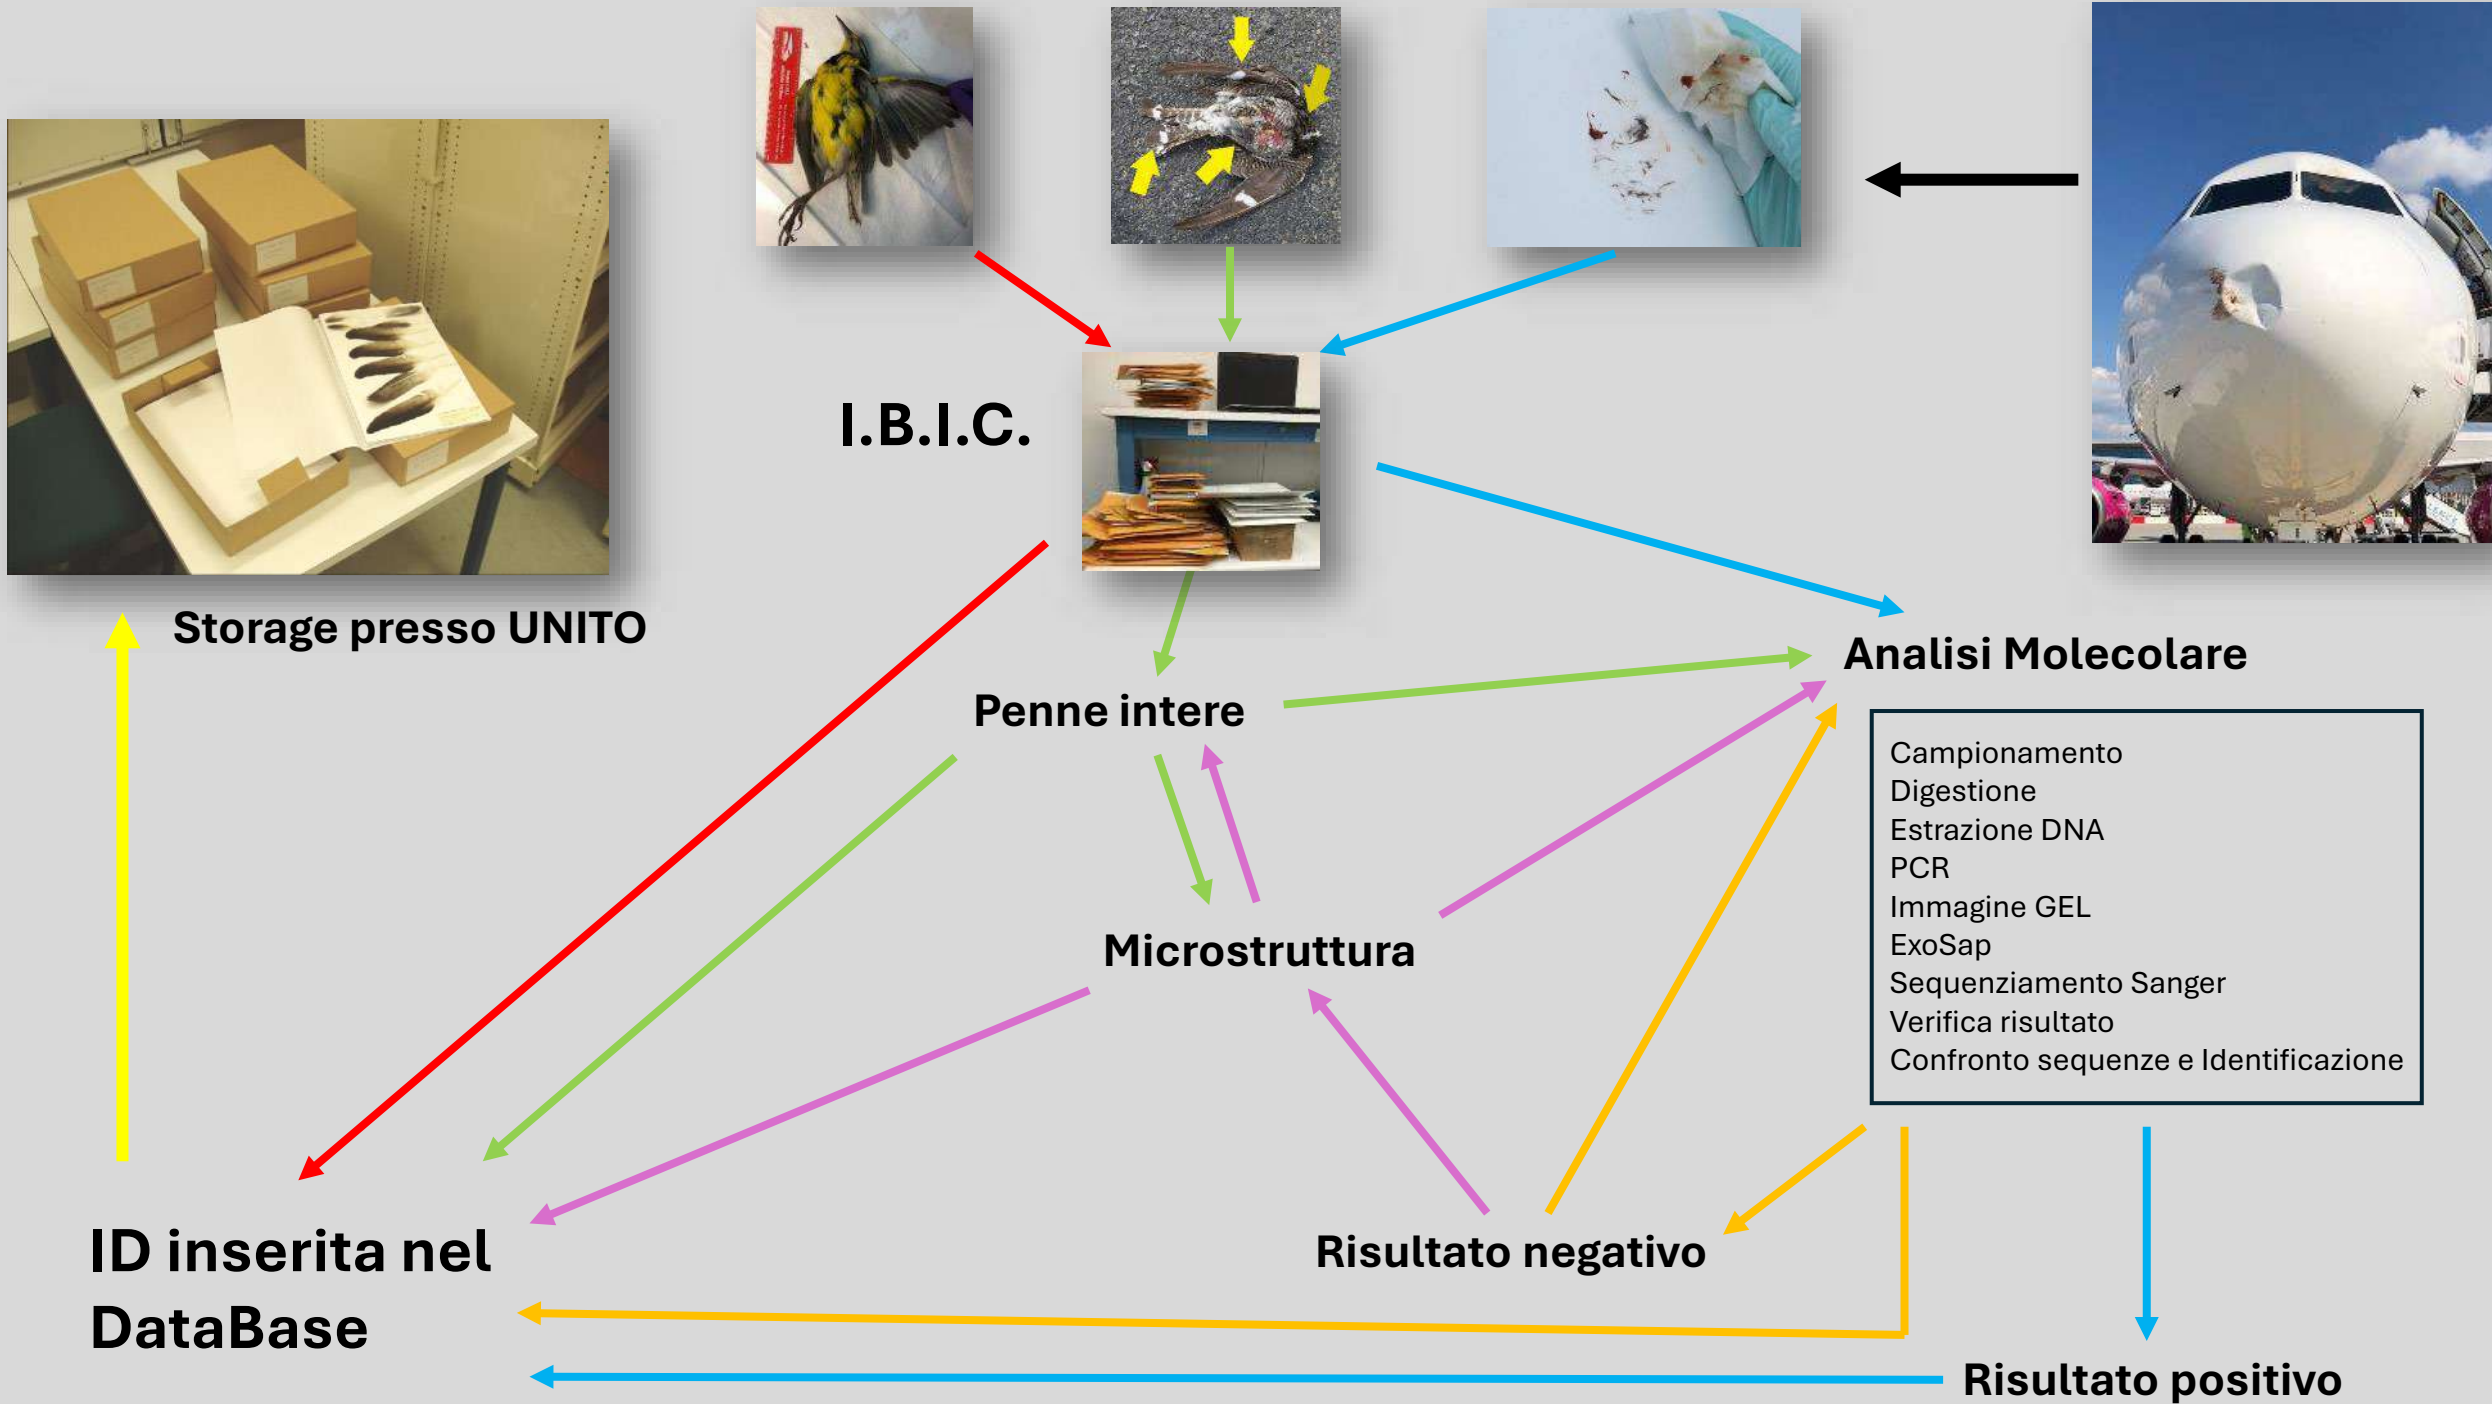 I.B.I.C.
Storage presso UNITO
Analisi Molecolare
Penne intere
Campionamento
Digestione
Estrazione DNA
PCR
Immagine GEL
ExoSap
Sequenziamento Sanger
Verifica risultato
Confronto sequenze e Identificazione
Microstruttura
ID inserita nel
DataBase
Risultato negativo
Risultato positivo